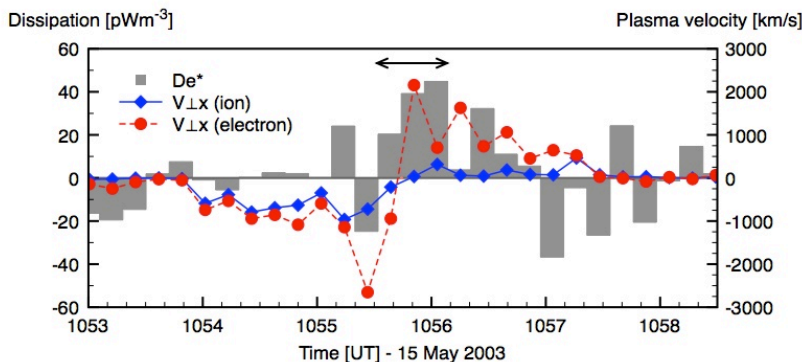 Dissipation [pWm-3] Plasma velocity [km/s]
60 3000
De*
V⊥x (ion)
V⊥x (electron)
40 2000
20 1000
0 0
-20 -1000
-40 -2000
-60 -3000
1053 1054 1055 1056 1057 1058
Time [UT] - 15 May 2003